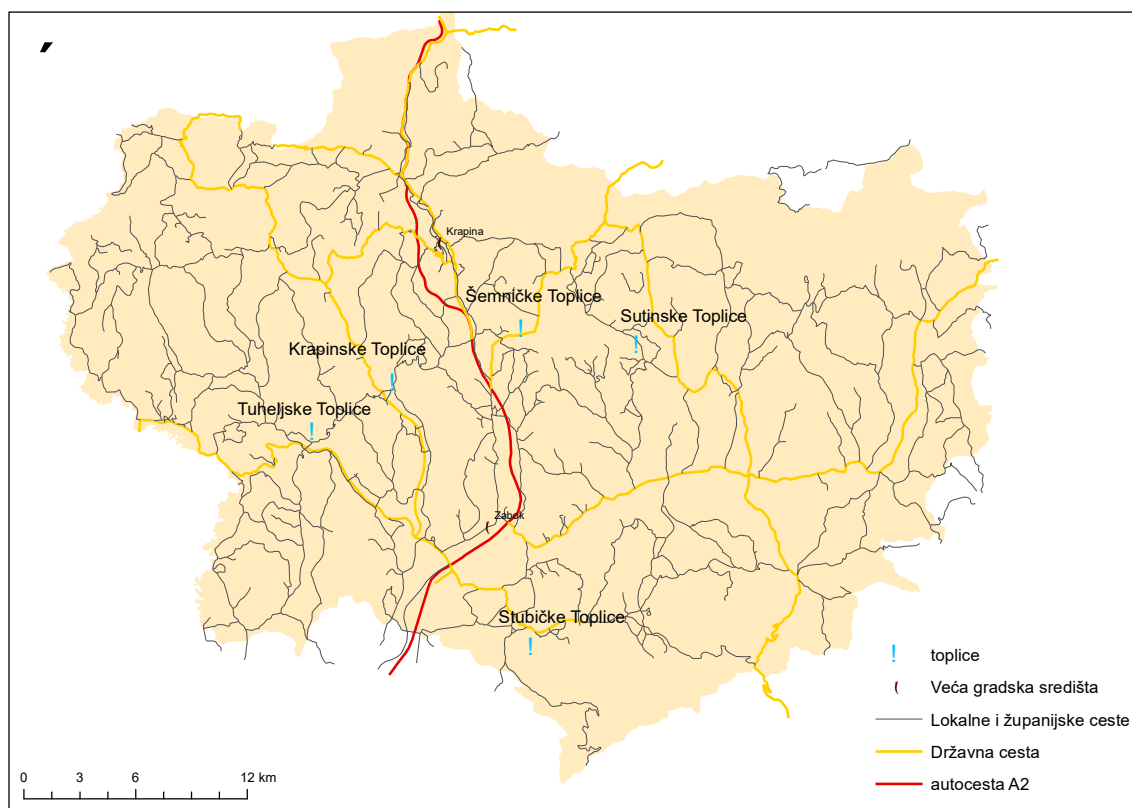 Krapina
Šemničke Toplice
Sutinske Toplice
Krapinske Toplice
Tuheljske Toplice
Zabok
Stubičke Toplice
toplice
Veća gradska središta
Lokalne i županijske ceste
Državna cesta
autocesta A2
0 3 6 12 km